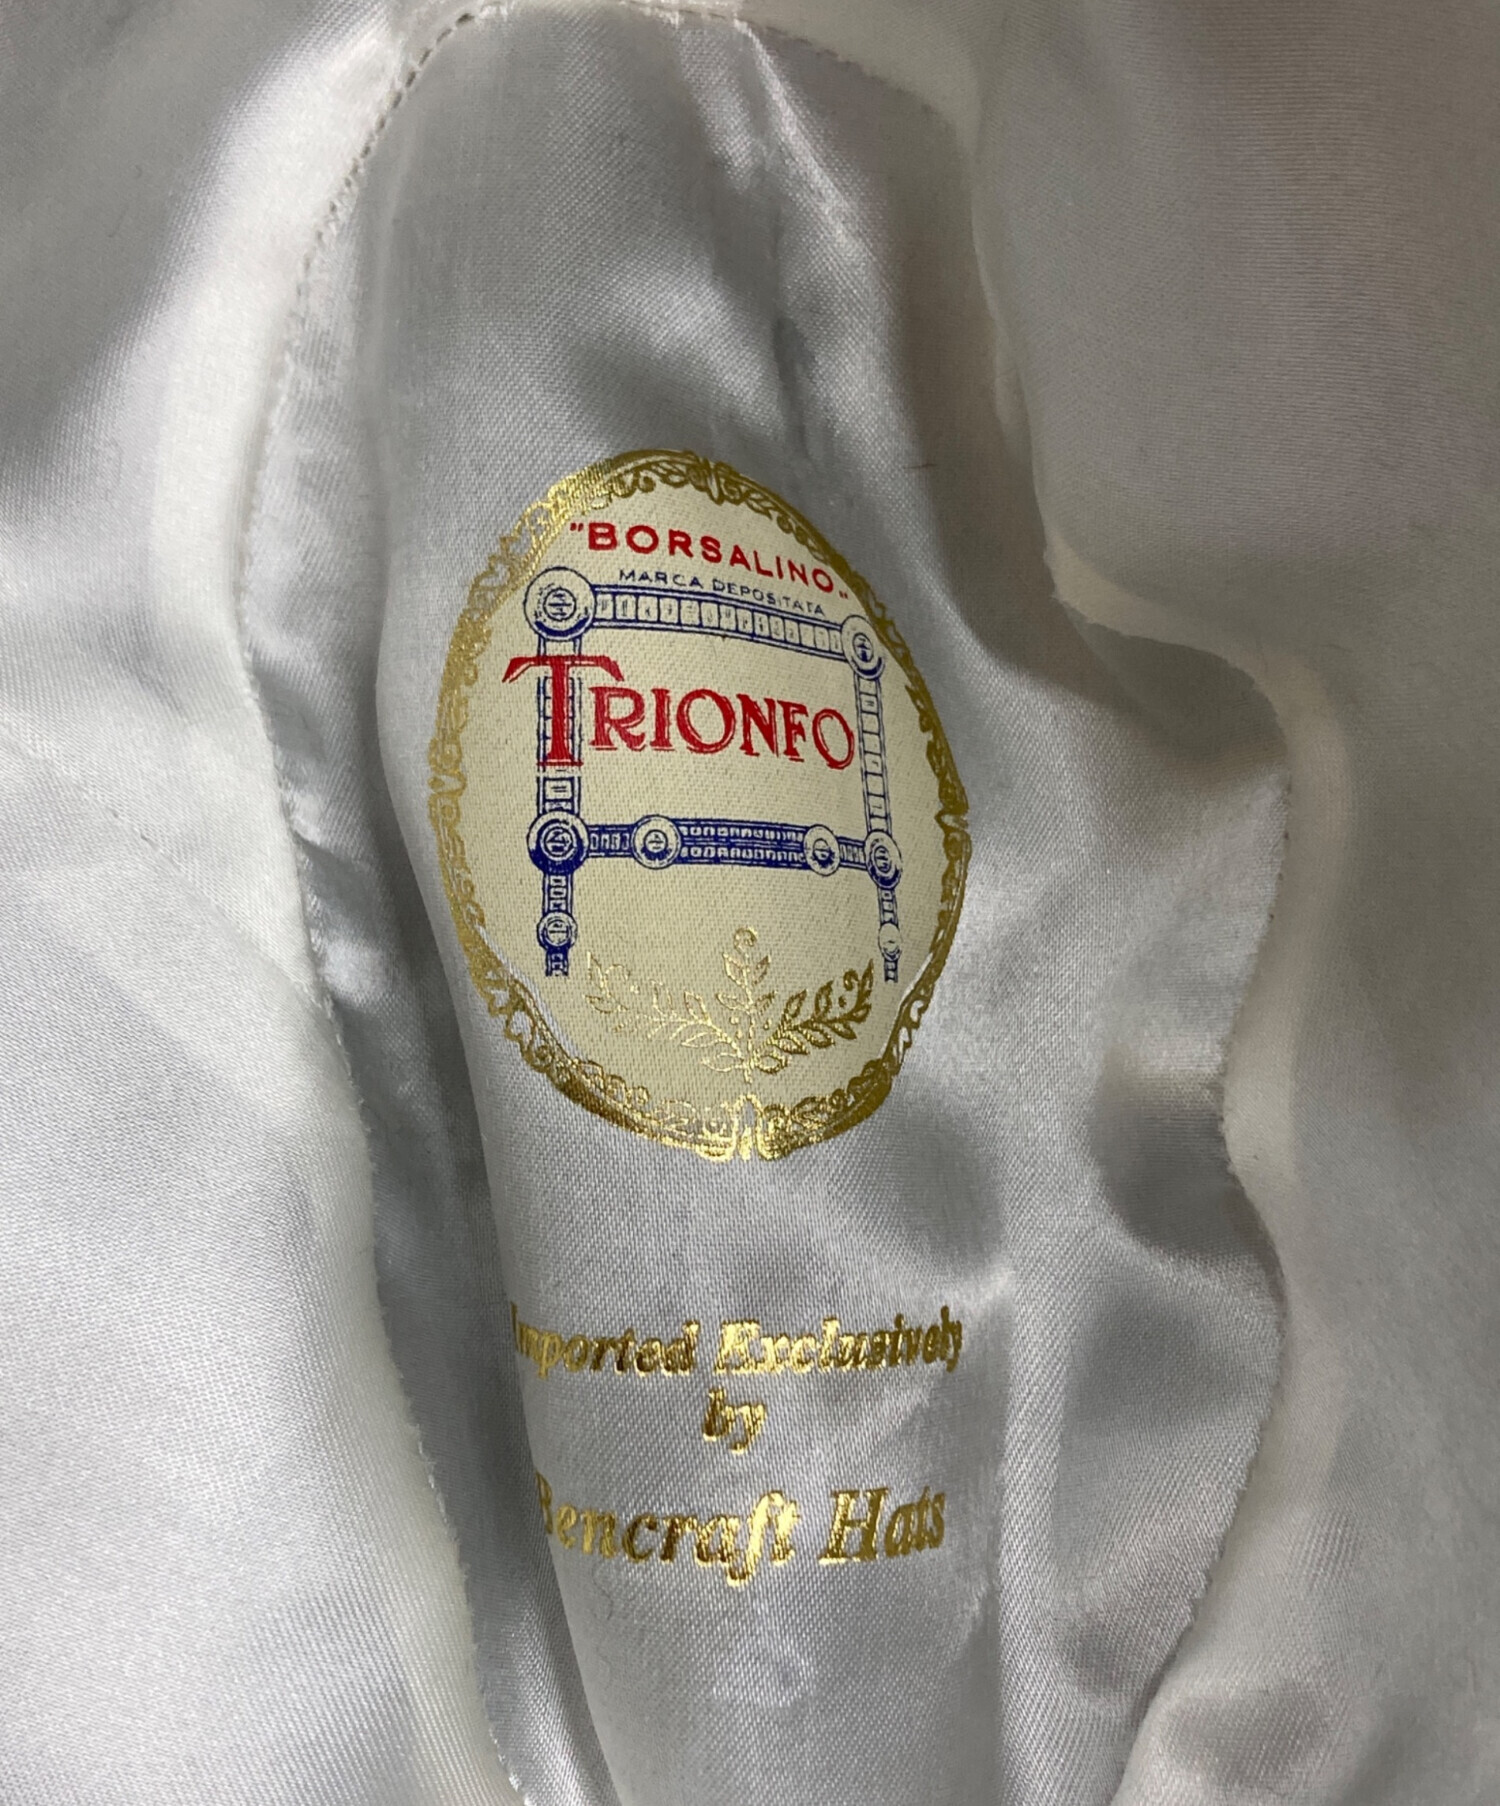 "BORSALINO"
MARCA DEPOSITATA
TRIONFO
Imported Exclusively
by
Bencraft Hats